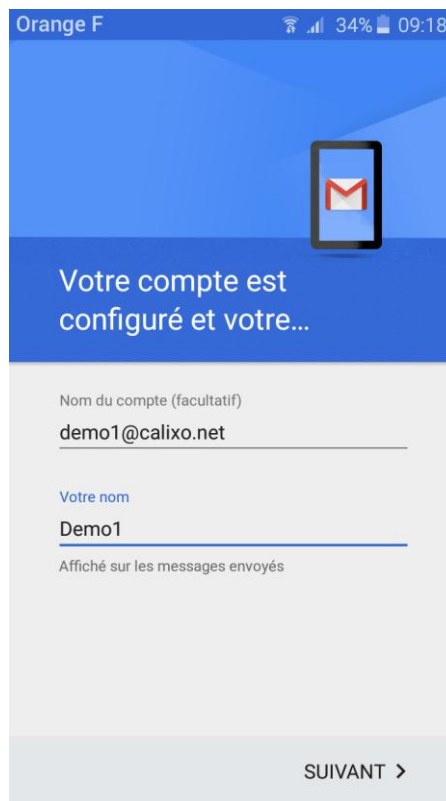 Orange F 34% 09:18
Votre compte est
configuré et votre...
Nom du compte (facultatif)
demo1@calixo.net
Votre nom
Demo1
Affiché sur les messages envoyés
SUIVANT >